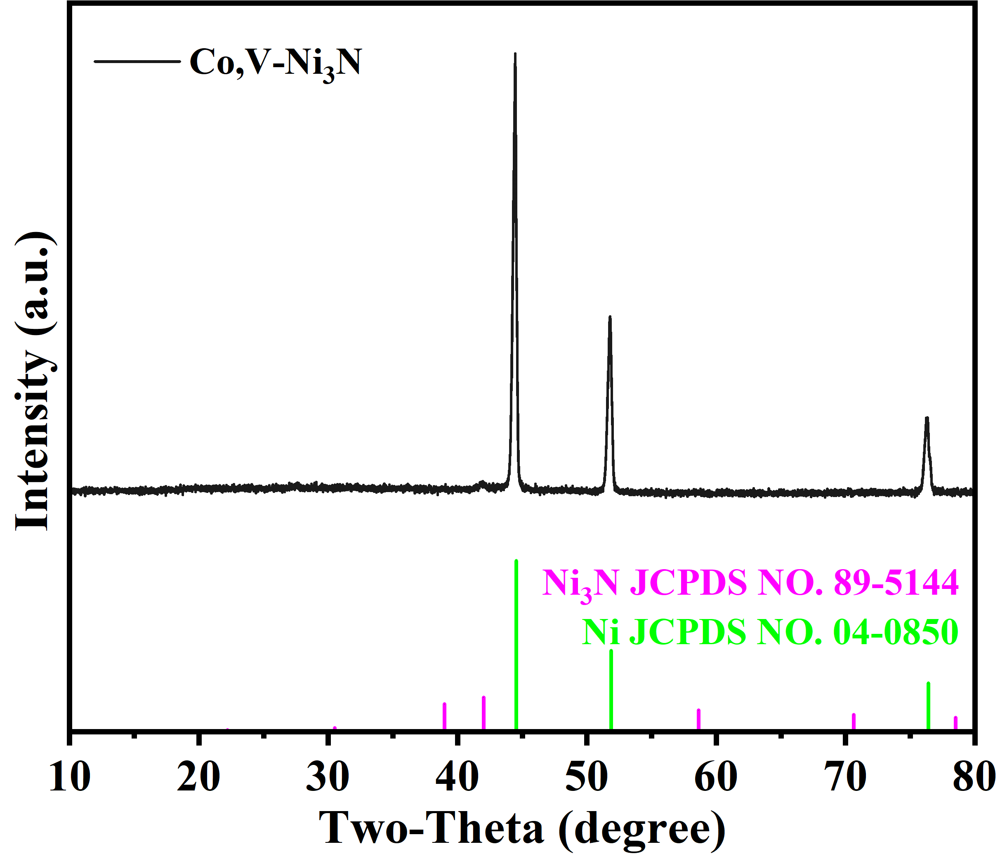 Co,V-Ni₃N
Intensity (a.u.)
Ni₃N JCPDS NO. 89-5144
Ni JCPDS NO. 04-0850
10 20 30 40 50 60 70 80
Two-Theta (degree)